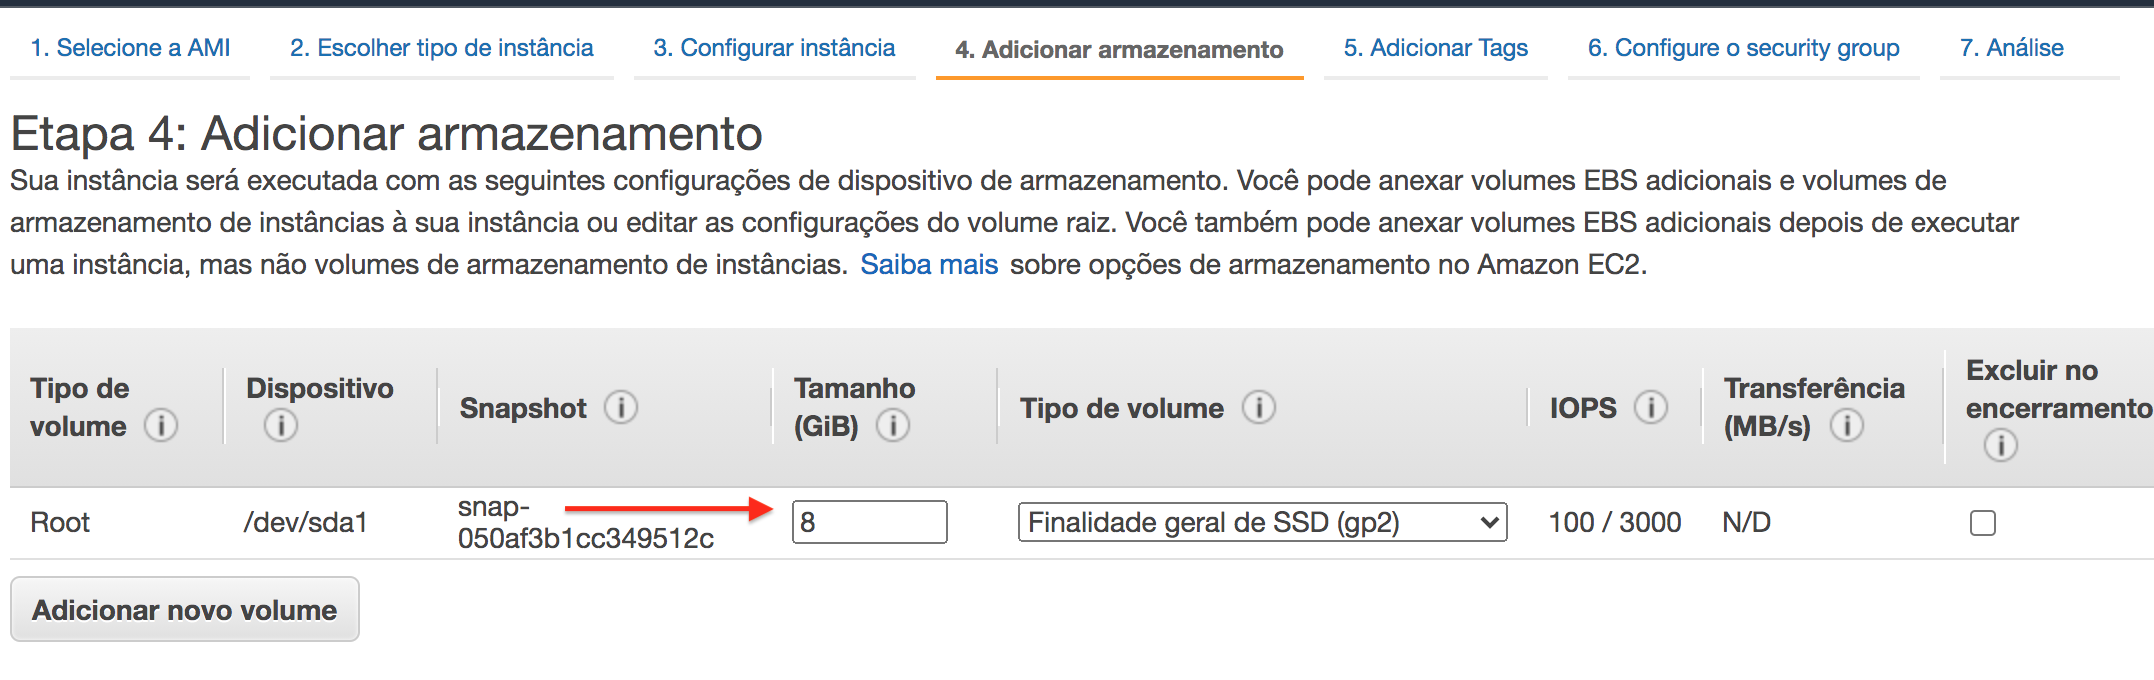 1. Selecione a AMI 2. Escolher tipo de instância 3. Configurar instância 4. Adicionar armazenamento 5. Adicionar Tags 6. Configure o security group 7. Análise
Etapa 4: Adicionar armazenamento
Sua instância será executada com as seguintes configurações de dispositivo de armazenamento. Você pode anexar volumes EBS adicionais e volumes de
armazenamento de instâncias à sua instância ou editar as configurações do volume raiz. Você também pode anexar volumes EBS adicionais depois de executar
uma instância, mas não volumes de armazenamento de instâncias. Saiba mais sobre opções de armazenamento no Amazon EC2.
Tipo de
volume i
Dispositivo
i
Snapshot i
Tamanho
(GiB) i
Tipo de volume i
IOPS i
Transferência
(MB/s) i
Excluir no
encerramento
i
Root
/dev/sda1
snap-
050af3b1cc349512c
8
Finalidade geral de SSD (gp2)
100 / 3000
N/D
Adicionar novo volume